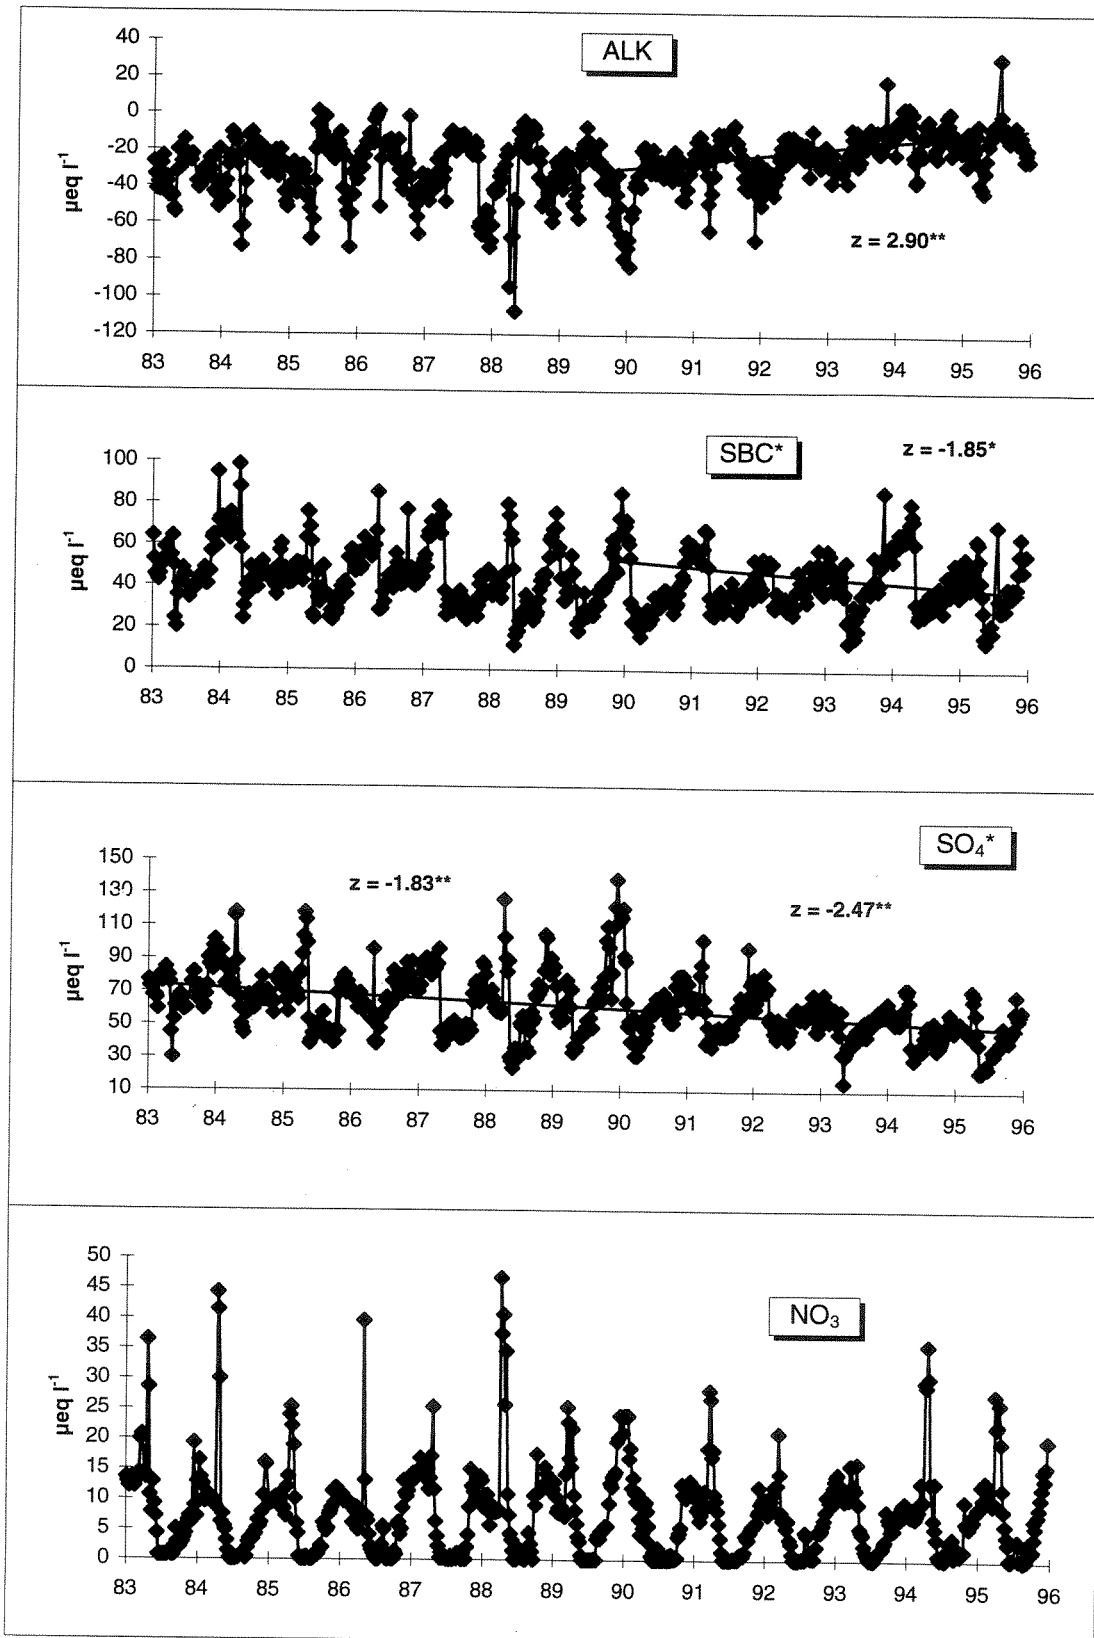 ALK
40
20
0
-20
-40
-60
-80
-100
-120
µeq l⁻¹
z = 2.90**
83 84 85 86 87 88 89 90 91 92 93 94 95 96
SBC*
z = -1.85*
100
80
60
40
20
0
µeq l⁻¹
83 84 85 86 87 88 89 90 91 92 93 94 95 96
SO₄*
150
130
110
90
70
50
30
10
µeq l⁻¹
z = -1.83**
z = -2.47**
83 84 85 86 87 88 89 90 91 92 93 94 95 96
NO₃
50
45
40
35
30
25
20
15
10
5
0
µeq l⁻¹
83 84 85 86 87 88 89 90 91 92 93 94 95 96